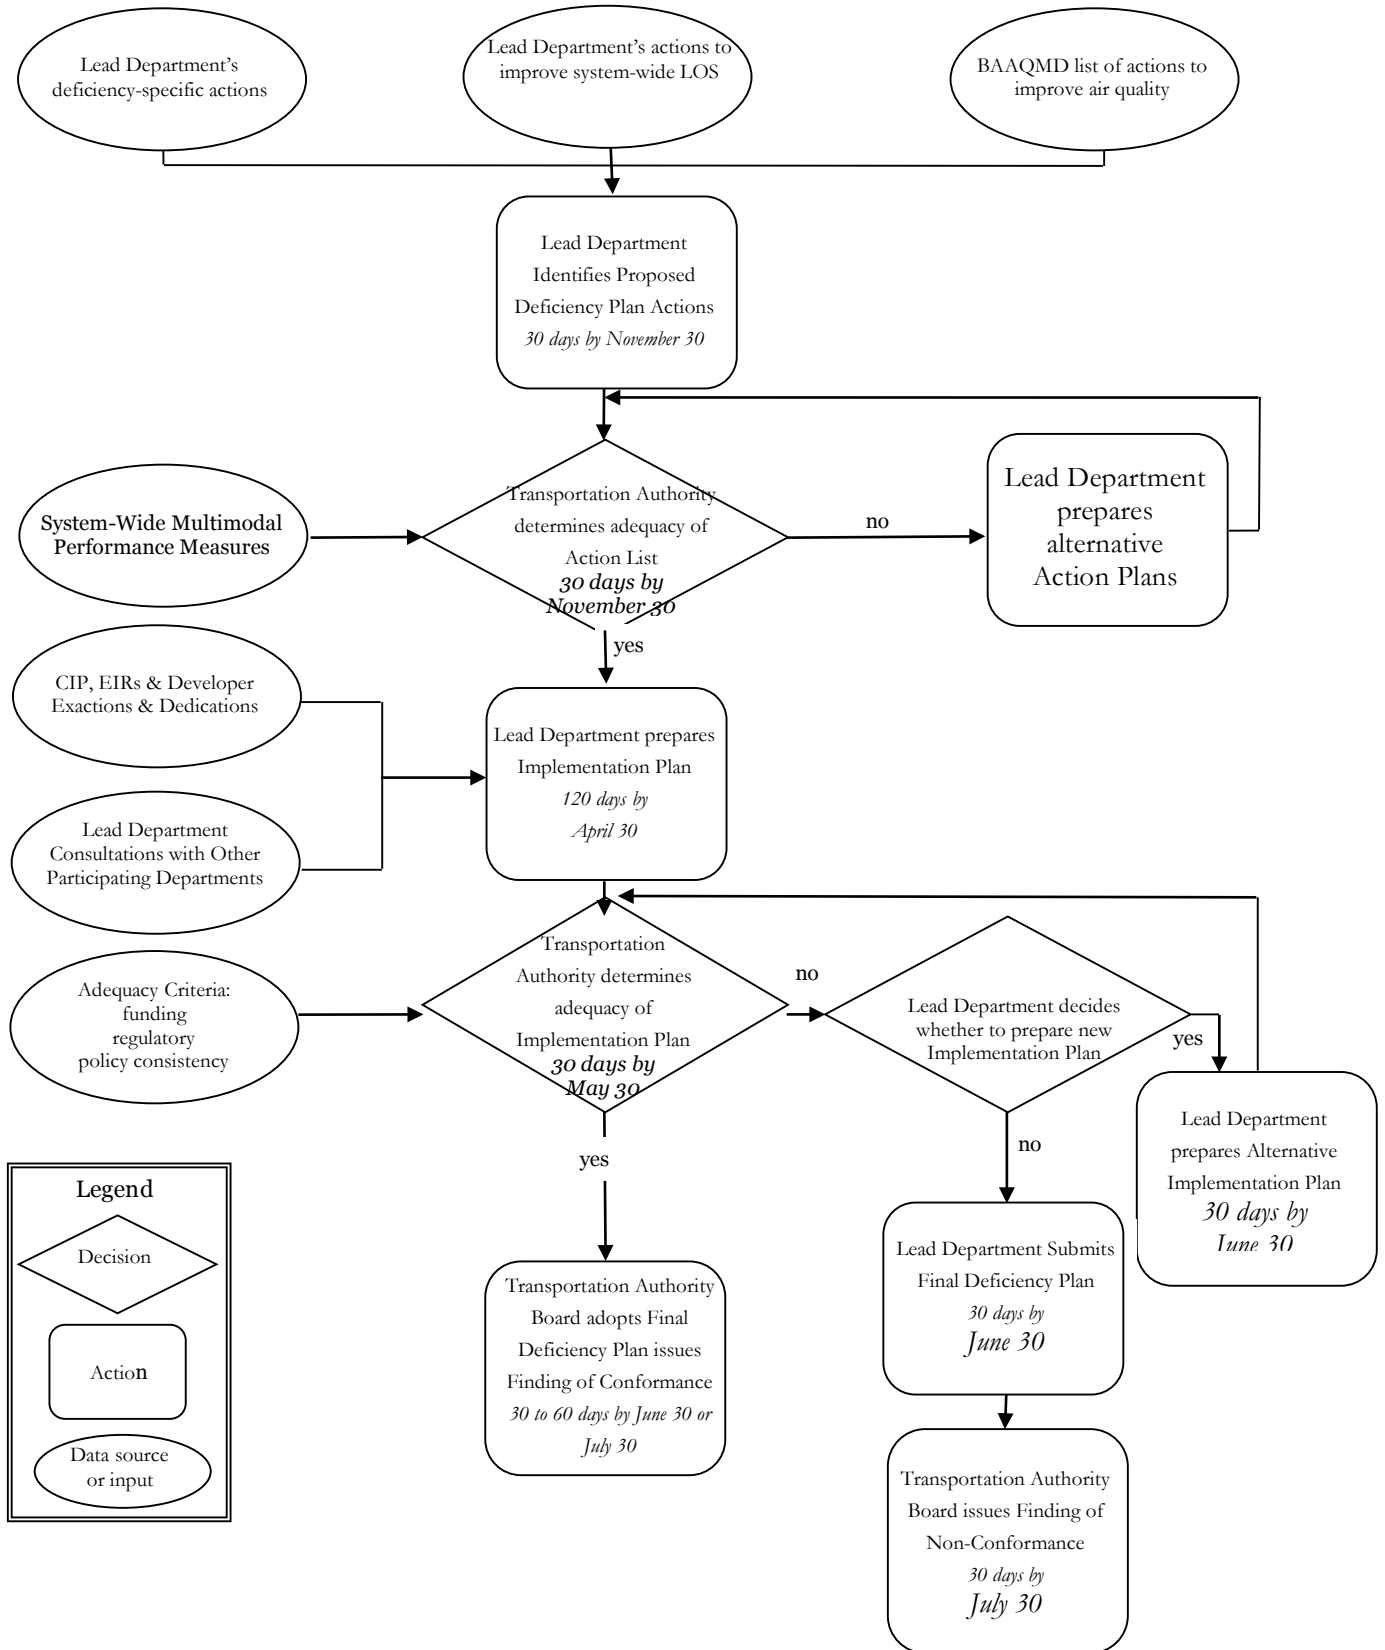 Lead Department’s
deficiency-specific actions
Lead Department’s actions to
improve system-wide LOS
BAAQMD list of actions to
improve air quality
Lead Department
Identifies Proposed
Deficiency Plan Actions
30 days by November 30
System-Wide Multimodal
Performance Measures
Transportation Authority
determines adequacy of
Action List
30 days by
November 30
no
Lead Department
prepares
alternative
Action Plans
yes
CIP, EIRs & Developer
Exactions & Dedications
Lead Department
Consultations with Other
Participating Departments
Lead Department prepares
Implementation Plan
120 days by
April 30
Adequacy Criteria:
funding
regulatory
policy consistency
Transportation
Authority determines
adequacy of
Implementation Plan
30 days by
May 30
no
Lead Department decides
whether to prepare new
Implementation Plan
yes
Lead Department
prepares Alternative
Implementation Plan
30 days by
June 30
yes
no
Transportation Authority
Board adopts Final
Deficiency Plan issues
Finding of Conformance
30 to 60 days by June 30 or
July 30
Lead Department Submits
Final Deficiency Plan
30 days by
June 30
Transportation Authority
Board issues Finding of
Non-Conformance
30 days by
July 30
Legend
Decision
Action
Data source
or input